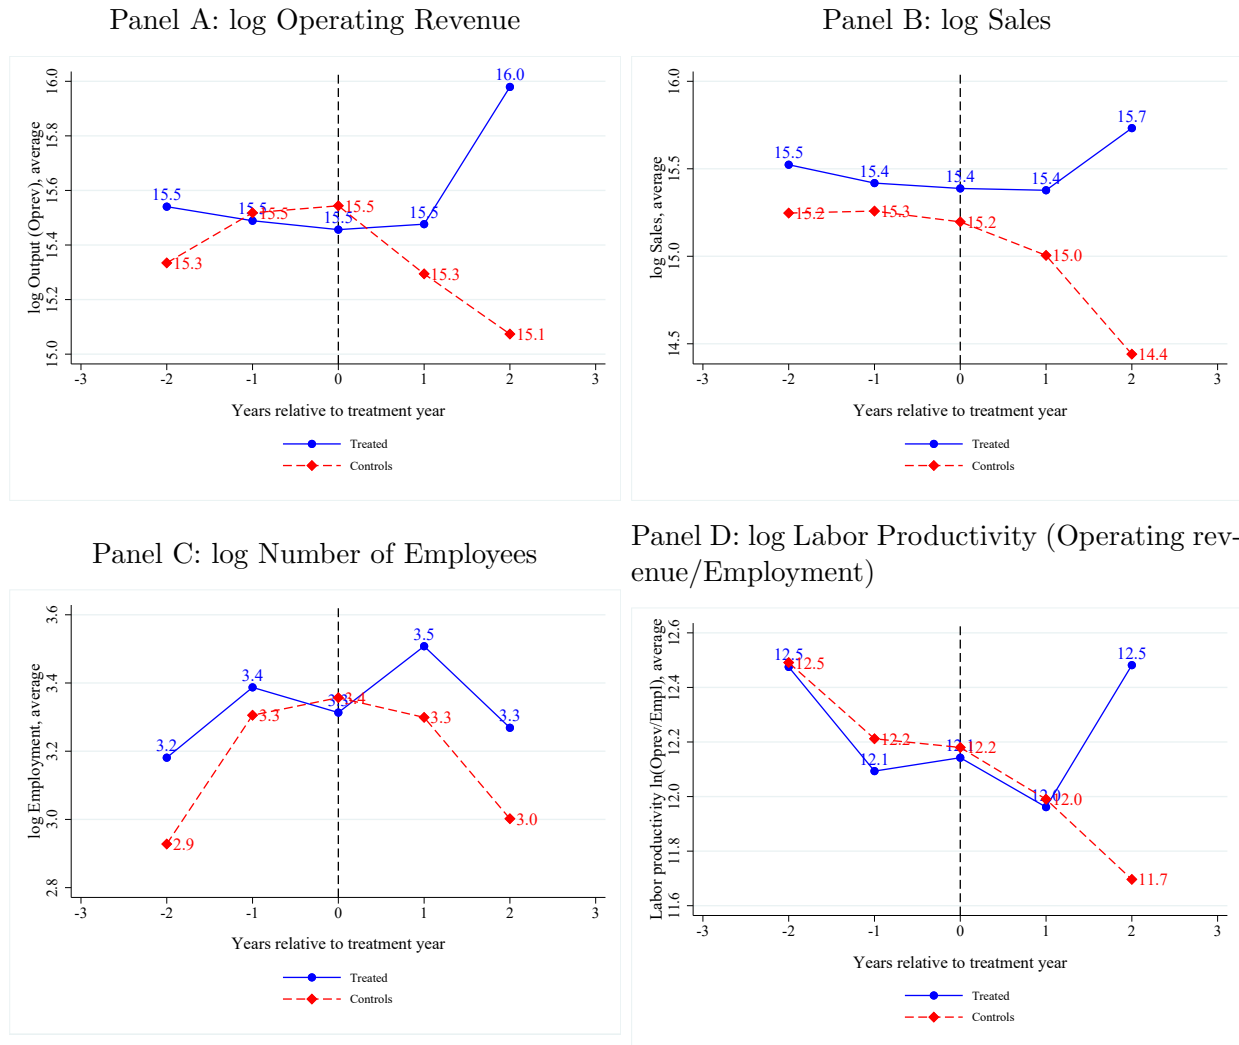 Panel A: log Operating Revenue
log Output (Oprev), average
16.0
15.8
15.6
15.4
15.2
15.0
15.5
15.5
15.5
15.5
16.0
15.3
15.5
15.5
15.3
15.1
-3 -2 -1 0 1 2 3
Years relative to treatment year
Treated
Controls
Panel B: log Sales
log Sales, average
16.0
15.5
15.0
14.5
15.5
15.4
15.4
15.4
15.7
15.2
15.3
15.2
15.0
14.4
-3 -2 -1 0 1 2 3
Years relative to treatment year
Treated
Controls
Panel C: log Number of Employees
log Employment, average
3.6
3.4
3.2
3.0
2.8
3.2
3.4
3.3
3.5
3.3
2.9
3.3
3.4
3.3
3.0
-3 -2 -1 0 1 2 3
Years relative to treatment year
Treated
Controls
Panel D: log Labor Productivity (Operating rev-
enue/Employment)
Labor productivity ln(Oprev/Empl), average
12.6
12.4
12.2
12.0
11.8
11.6
12.5
12.1
12.1
12.0
12.5
12.5
12.2
12.2
12.0
11.7
-3 -2 -1 0 1 2 3
Years relative to treatment year
Treated
Controls